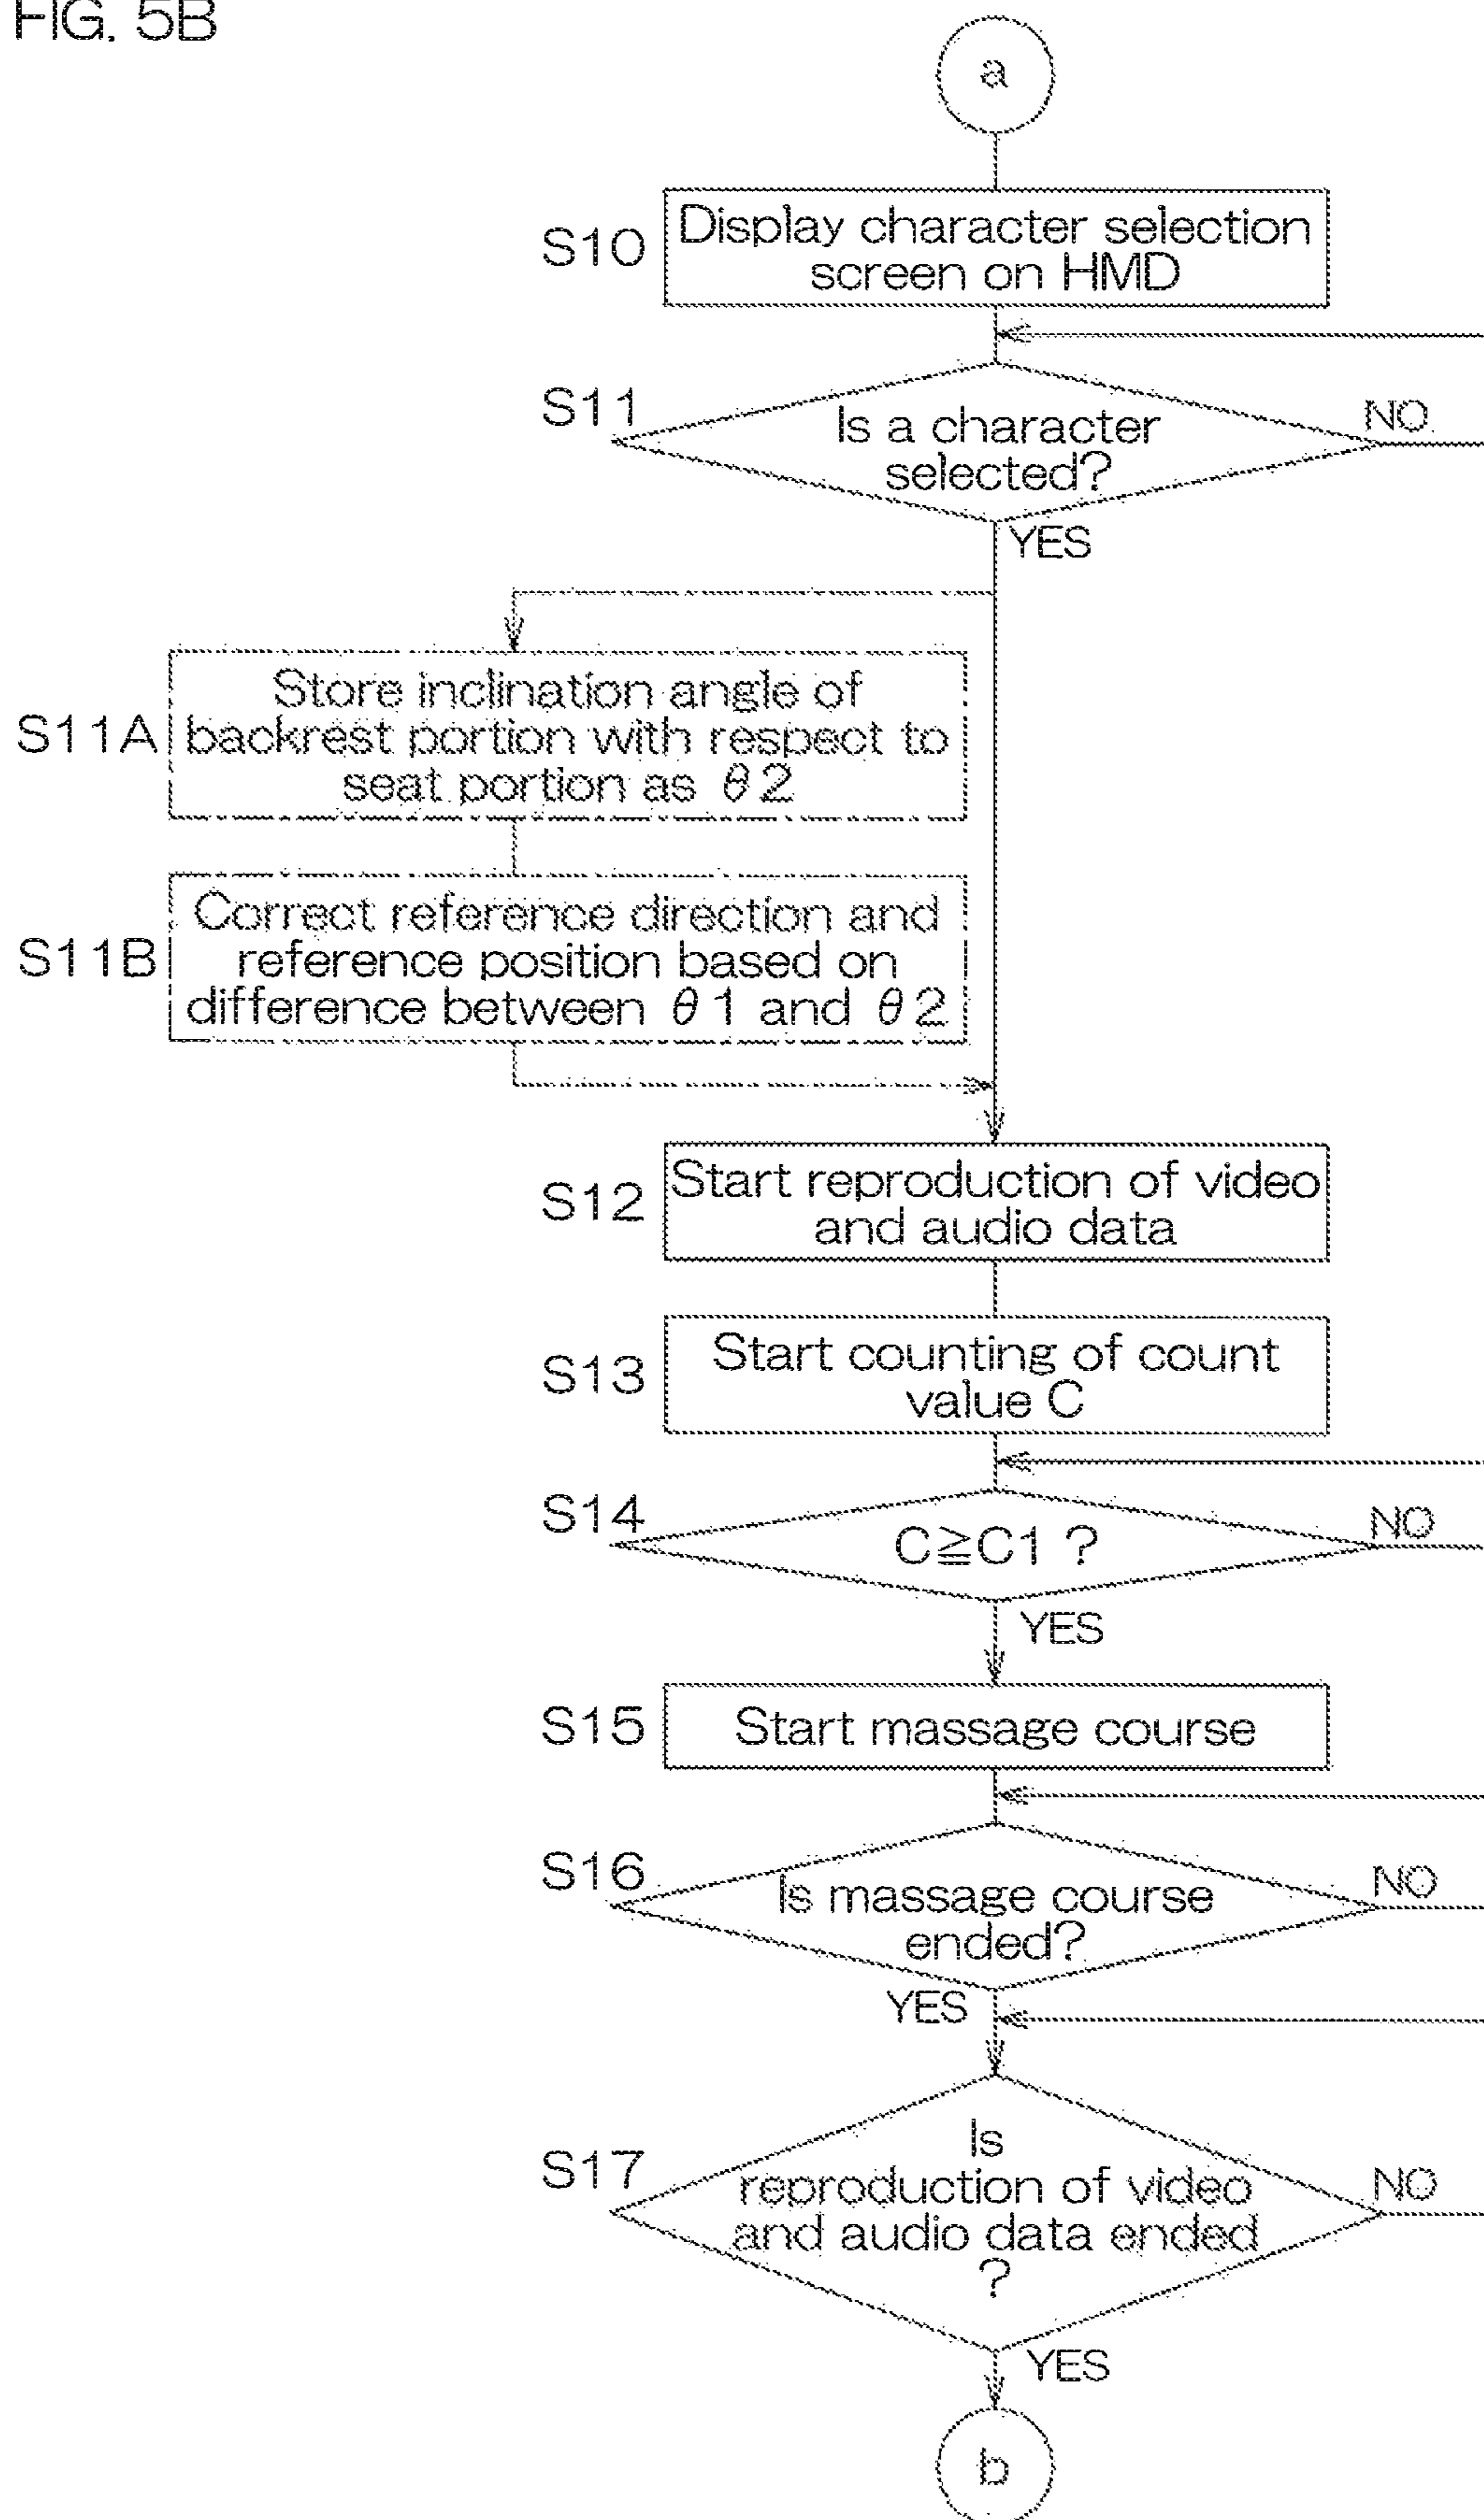 FIG. 5B
a
S10
Display character selection
screen on HMD
S11
Is a character
selected?
NO
YES
S11A
Store inclination angle of
backrest portion with respect to
seat portion as θ2
S11B
Correct reference direction and
reference position based on
difference between θ1 and θ2
S12
Start reproduction of video
and audio data
S13
Start counting of count
value C
S14
C≧C1 ?
NO
YES
S15
Start massage course
S16
Is massage course
ended?
NO
YES
S17
Is
reproduction of video
and audio data ended
?
NO
YES
b